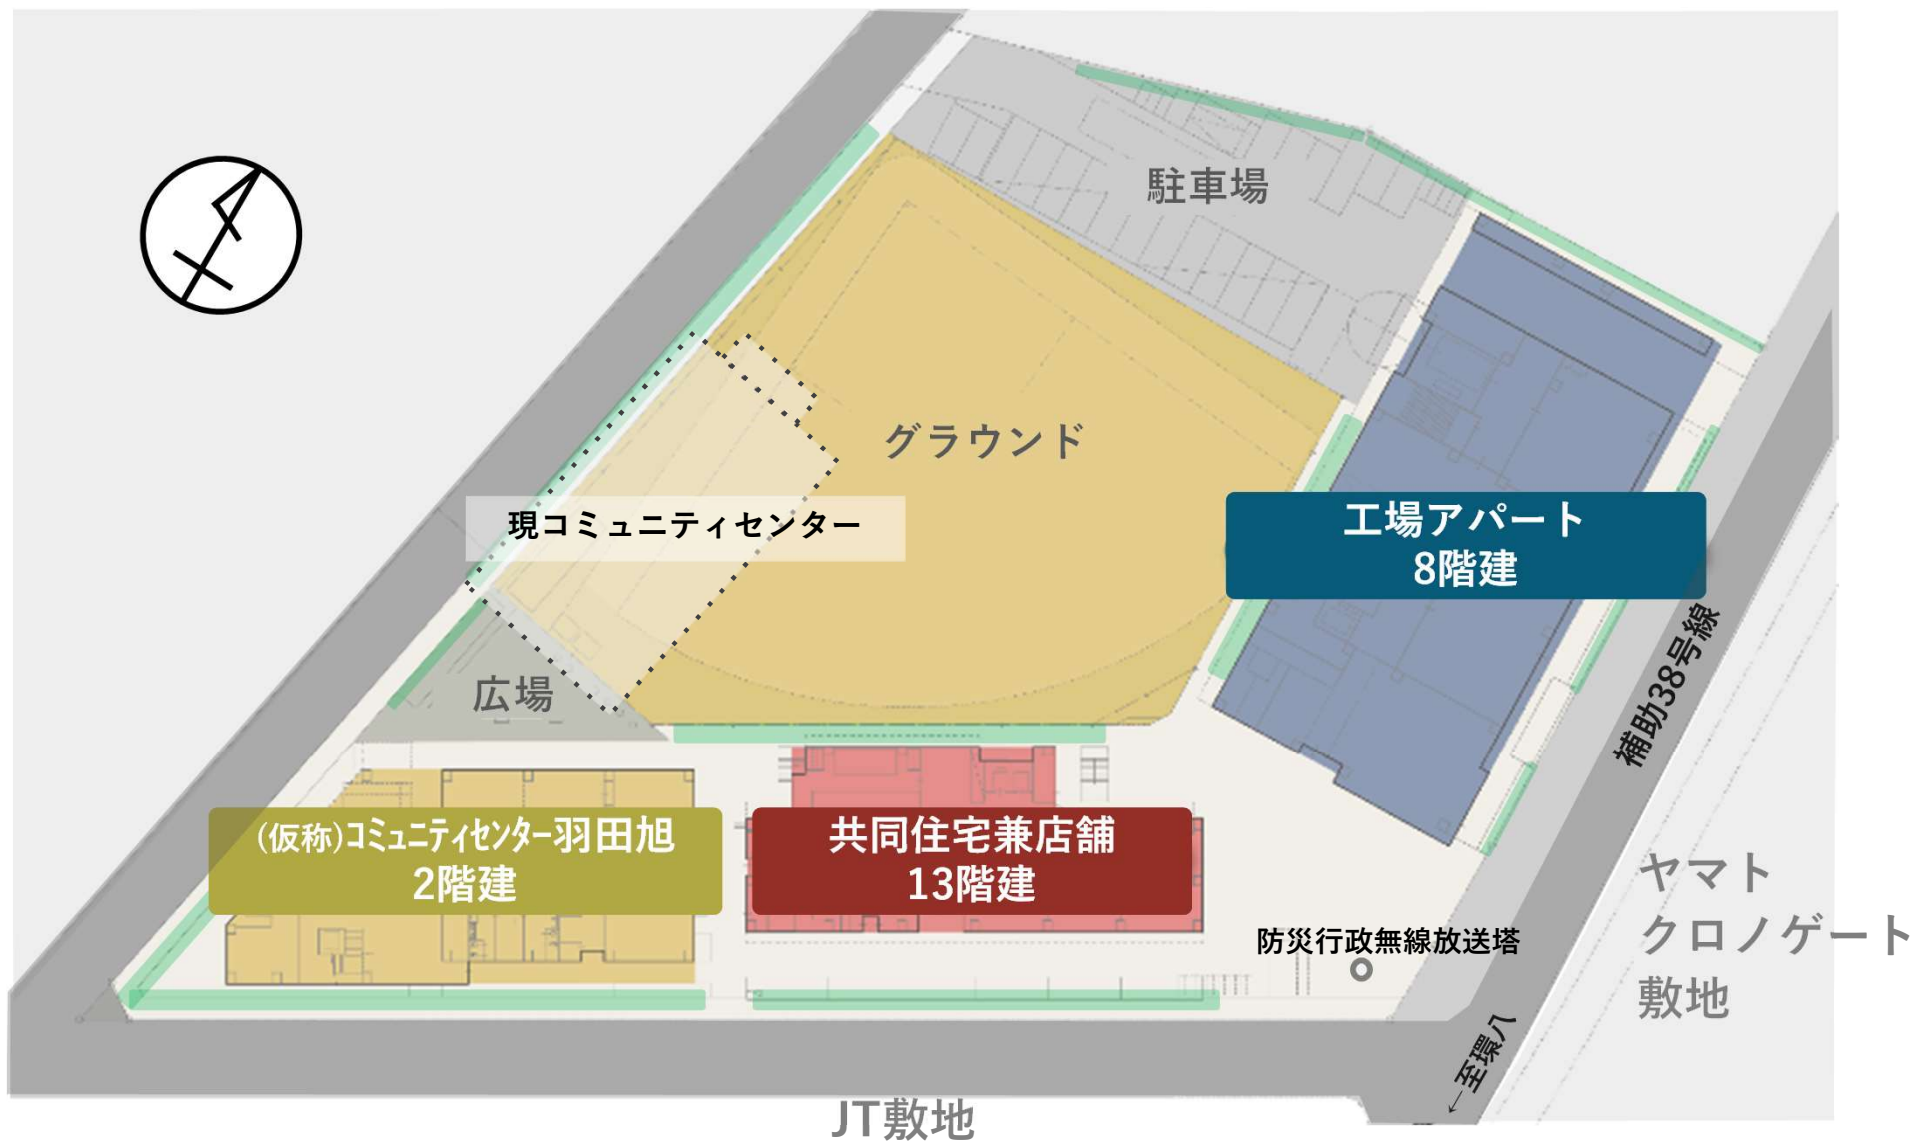 駐車場
グラウンド
現コミュニティセンター
工場アパート
8階建
補助38号線
広場
(仮称)コミュニティセンター羽田旭
2階建
共同住宅兼店舗
13階建
防災行政無線放送塔
ヤマト
クロノゲート
敷地
←至環八
JT敷地